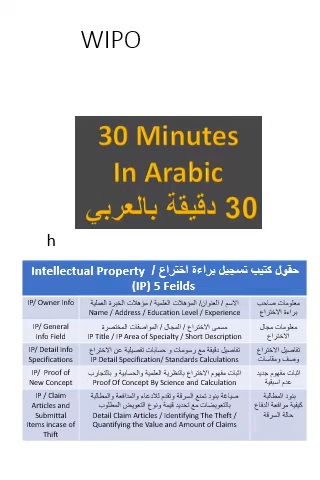 WIPO
30 Minutes
In Arabic
30 دقيقة بالعربي
h
Intellectual Property / حقول كتيب تسجيل براءة اختراع
(IP) 5 Feilds
IP/ Owner Info
الاسم / العنوان/ المؤهلات العلمية / مؤهلات الخبرة العملية
Name / Address / Education Level / Experience
معلومات صاحب
براءة الاختراع
IP/ General
Info Field
مسمى الاختراع / المجال / المواصفات المختصرة
IP Title / IP Area of Specialty / Short Description
معلومات مجال
الاختراع
IP/ Detail Info
Specifications
تفاصيل دقيقة مع رسومات و حسابات تفصيلية عن الاختراع
IP Detail Specification/ Standards Calculations
تفاصيل الاختراع
وصف ومقاسات
IP/ Proof of
New Concept
اثبات مفهوم الاختراع بالنظرية العلمية والحسابية و بالتجارب
Proof Of Concept By Science and Calculation
اثبات مفهوم جديد
عدم اسبقية
IP / Claim
Articles and
Submittal
Items incase of
Thift
صياغة بنود تمنع السرقة وتقدم للادعاء والمدافعة والمطالبة
بالتعويضات مع تحديد قيمة ونوع التعويض المطلوب
Detail Claim Articles / Identifying The Theft /
Quantifying the Value and Amount of Claims
بنود المطالبة
كيفية مرافعة الدفاع
حالة السرقة